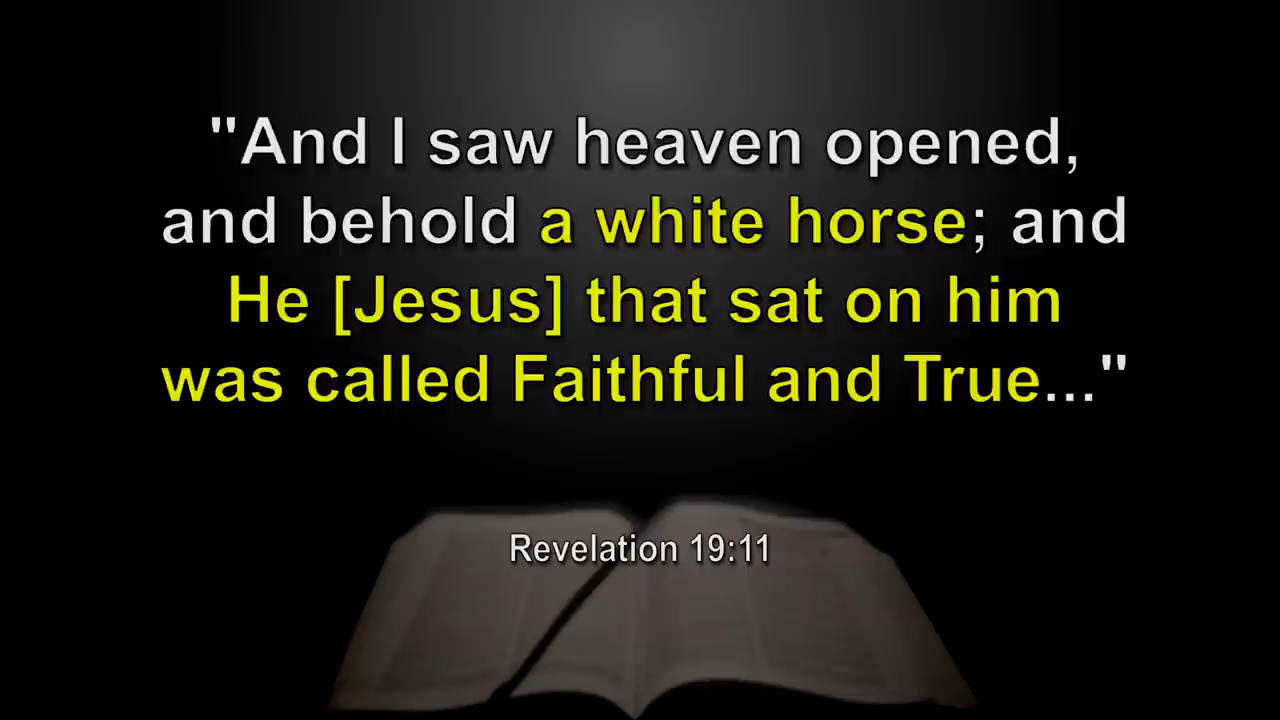 "And I saw heaven opened,
and behold a white horse; and
He [Jesus] that sat on him
was called Faithful and True..."
Revelation 19:11